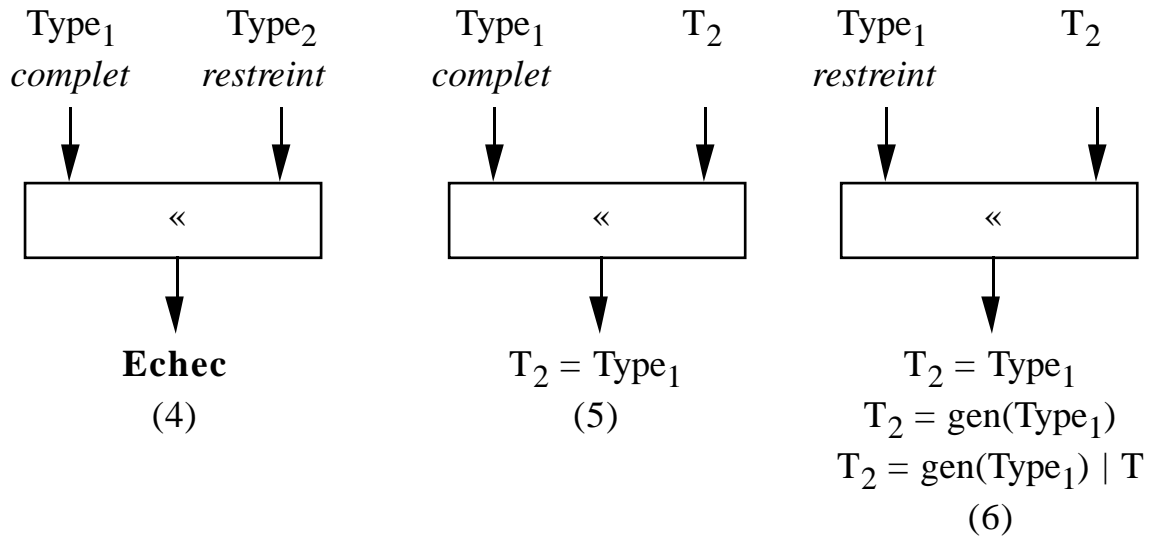 Type₁ Type₂ Type₁ T₂ Type₁ T₂
complet restreint complet restreint
« « «
Echec T₂ = Type₁ T₂ = Type₁
(4) (5) T₂ = gen(Type₁)
T₂ = gen(Type₁) | T
(6)